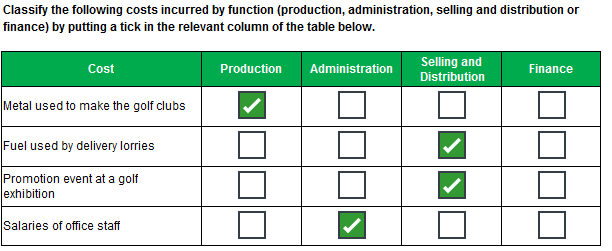 Classify the following costs incurred by function (production, administration, selling and distribution or
finance) by putting a tick in the relevant column of the table below.
Cost Production Administration Selling and Distribution Finance
Metal used to make the golf clubs
Fuel used by delivery lorries
Promotion event at a golf
exhibition
Salaries of office staff